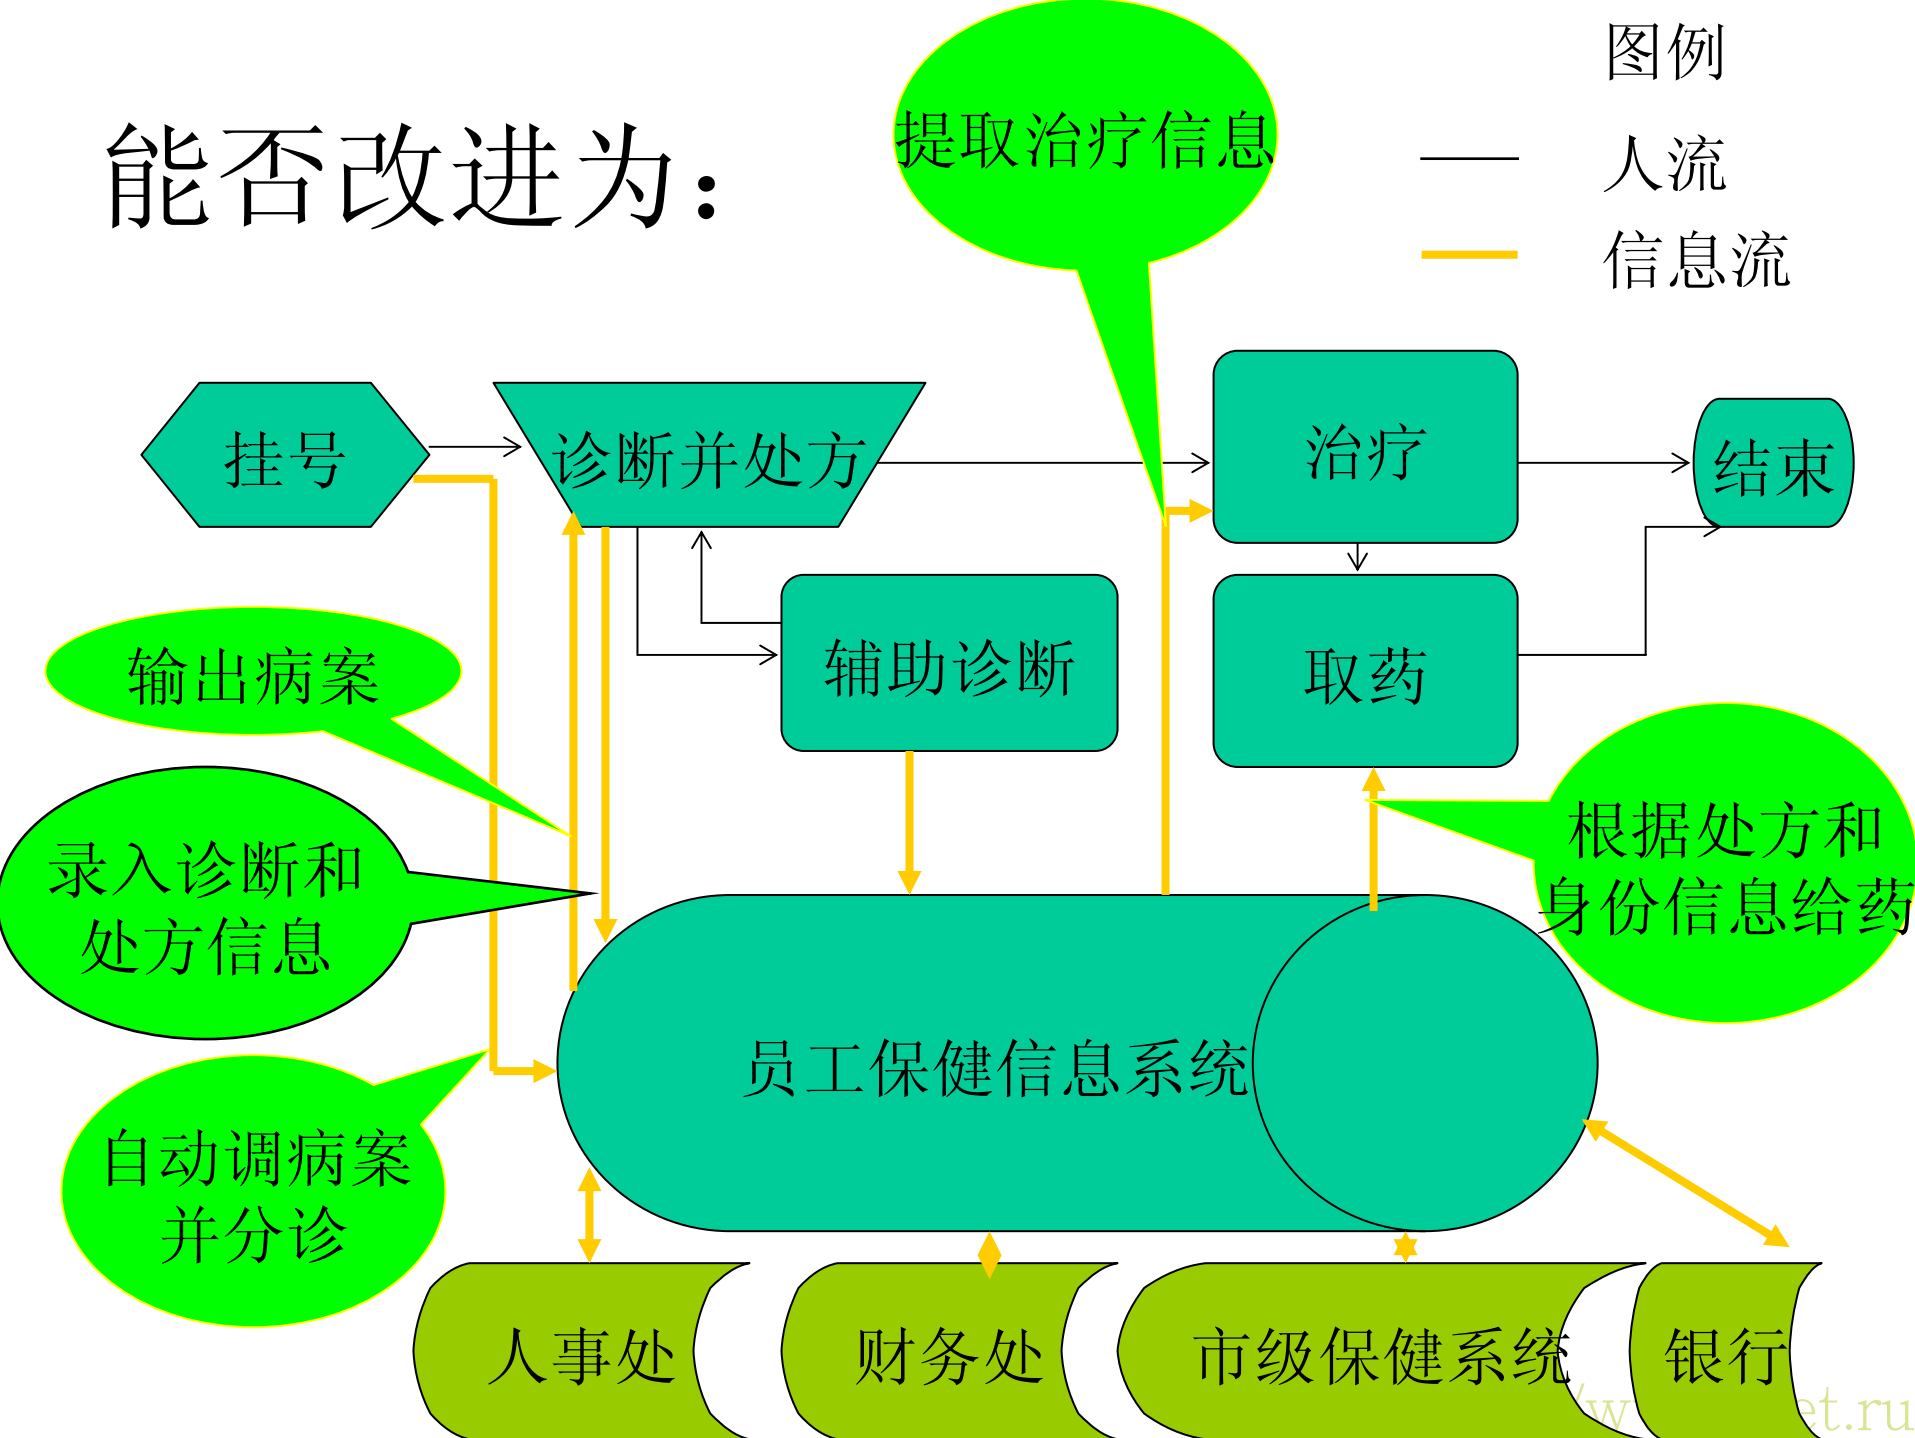 能否改进为：
提取治疗信息
图例
人流
信息流
挂号
诊断并处方
治疗
结束
辅助诊断
取药
输出病案
录入诊断和
处方信息
根据处方和
身份信息给药
员工保健信息系统
自动调病案
并分诊
人事处
财务处
市级保健系统
银行